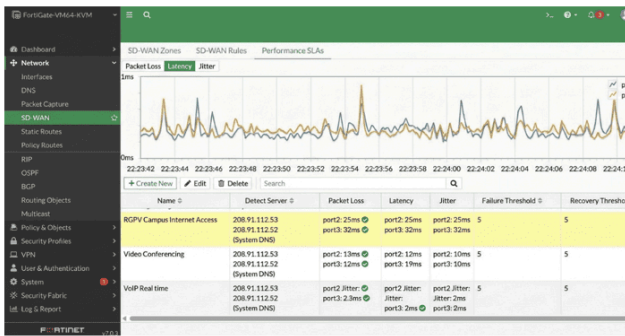 FortiGate-VM64-KVM
Dashboard
Network
Interfaces
DNS
Packet Capture
SD-WAN
Static Routes
Policy Routes
RIP
OSPF
BGP
Routing Objects
Multicast
Policy & Objects
Security Profiles
VPN
User & Authentication
System 1
Security Fabric
Log & Report
FORTINET
SD-WAN Zones SD-WAN Rules Performance SLAs
Packet Loss Latency Jitter
1ms
0ms
22:23:42 22:23:44 22:23:46 22:23:48 22:23:50 22:23:52 22:23:54 22:23:56 22:23:58 22:24:00 22:24:02 22:24:04 22:24:06 22:24:08
+ Create New Edit Delete Search
Name Detect Server Packet Loss Latency Jitter Failure Threshold Recovery Thresho
RGPV Campus Internet Access 208.91.112.53 port2: 25ms port2: 25ms port2: 25ms 5 5
208.91.112.52 port3: 32ms port3: 32ms port3: 32ms
(System DNS)
Video Conferencing 208.91.112.53 port2: 13ms port2: 12ms port2: 10ms 5 5
208.91.112.52 port3: 12ms port3: 19ms port3: 10ms
(System DNS)
VoIP Real time 208.91.112.53 port2 Jitter: port2 Jitter: port2 Jitter: 5 5
208.91.112.52 port3: 2.3ms Jitter: Jitter: 2ms
(System DNS) port3: 2ms port3: 2ms